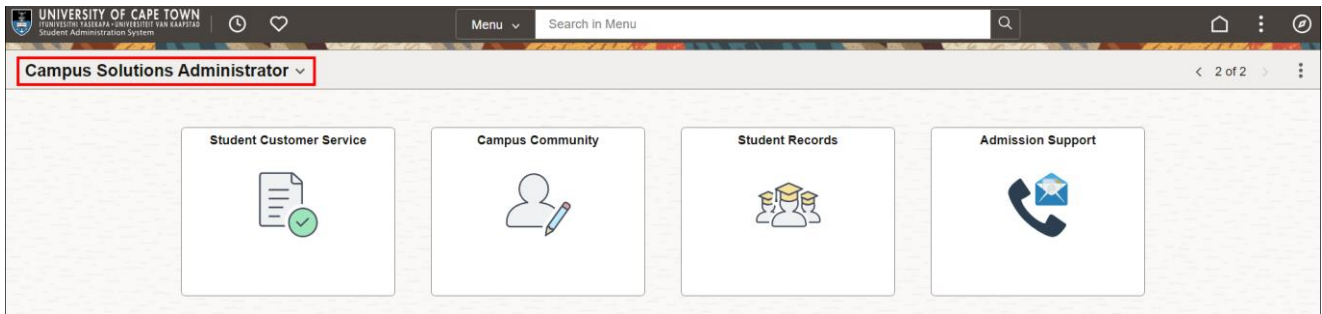 UNIVERSITY OF CAPE TOWN
IYUNIVESITHI YASEKAPA • UNIVERSITEIT VAN KAAPSTAD
Student Administration System
Menu
Search in Menu
Campus Solutions Administrator
2 of 2
Student Customer Service
Campus Community
Student Records
Admission Support